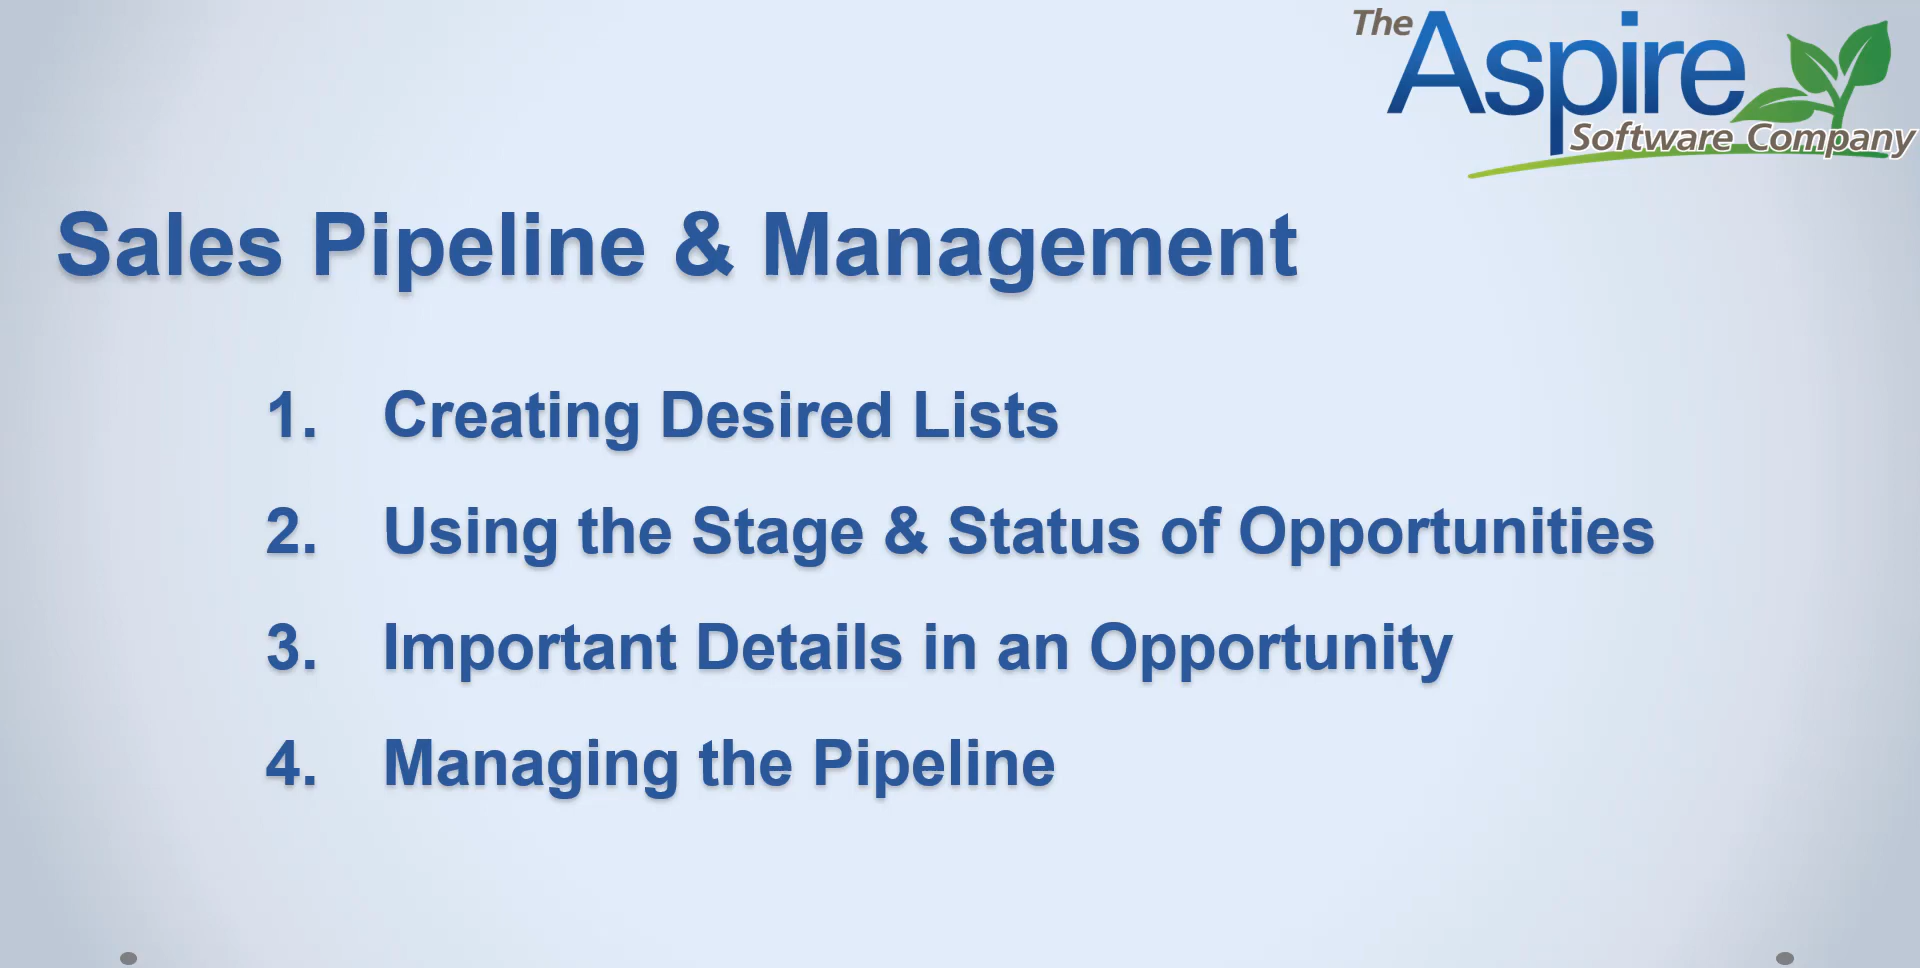 The Aspire
Software Company
Sales Pipeline & Management
1. Creating Desired Lists
2. Using the Stage & Status of Opportunities
3. Important Details in an Opportunity
4. Managing the Pipeline